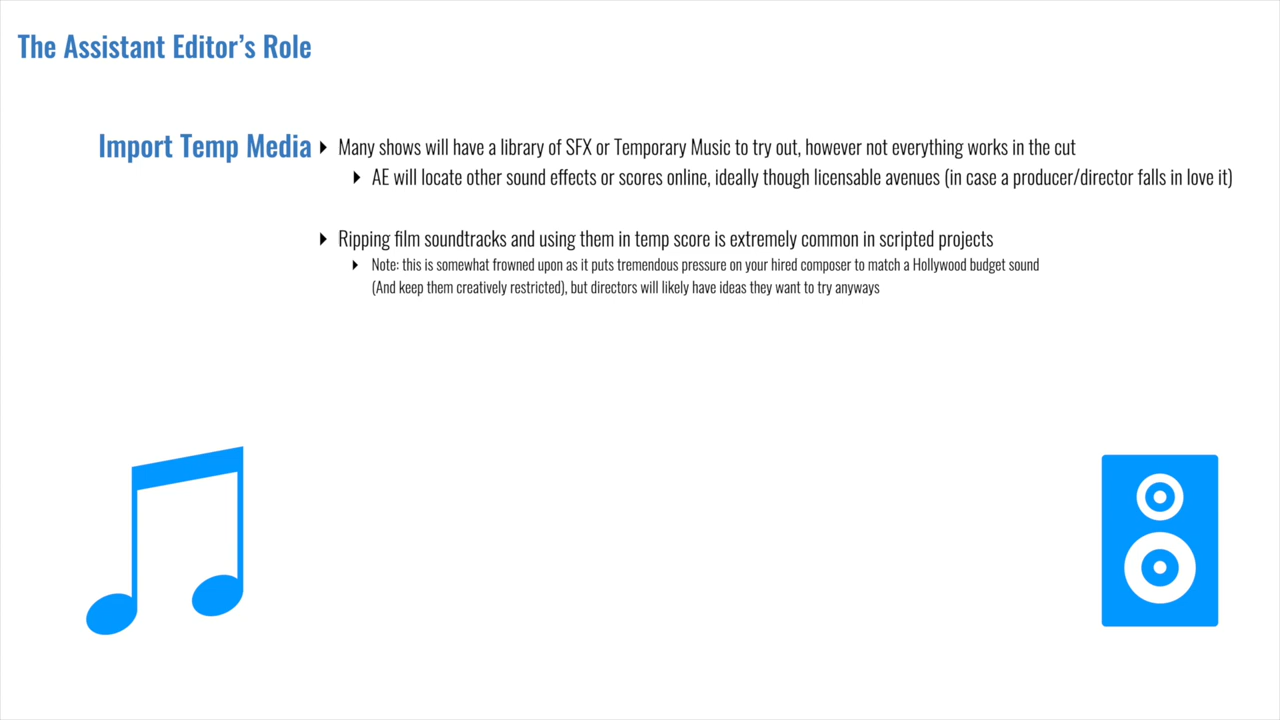 The Assistant Editor's Role
Import Temp Media
Many shows will have a library of SFX or Temporary Music to try out, however not everything works in the cut
AE will locate other sound effects or scores online, ideally though licensable avenues (in case a producer/director falls in love it)
Ripping film soundtracks and using them in temp score is extremely common in scripted projects
Note: this is somewhat frowned upon as it puts tremendous pressure on your hired composer to match a Hollywood budget sound
(And keep them creatively restricted), but directors will likely have ideas they want to try anyways